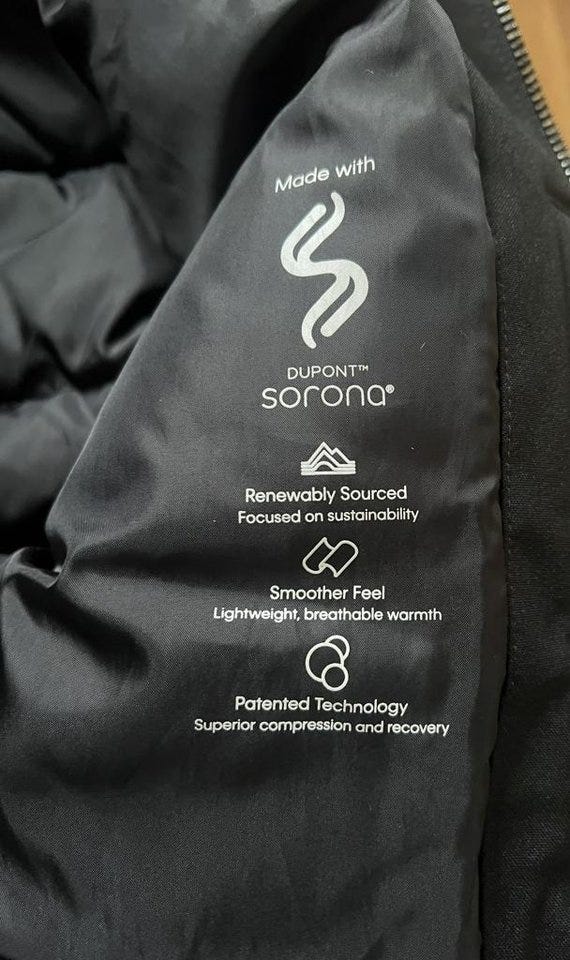 Made with
DUPONT™
sorona®
Renewably Sourced
Focused on sustainability
Smoother Feel
Lightweight, breathable warmth
Patented Technology
Superior compression and recovery